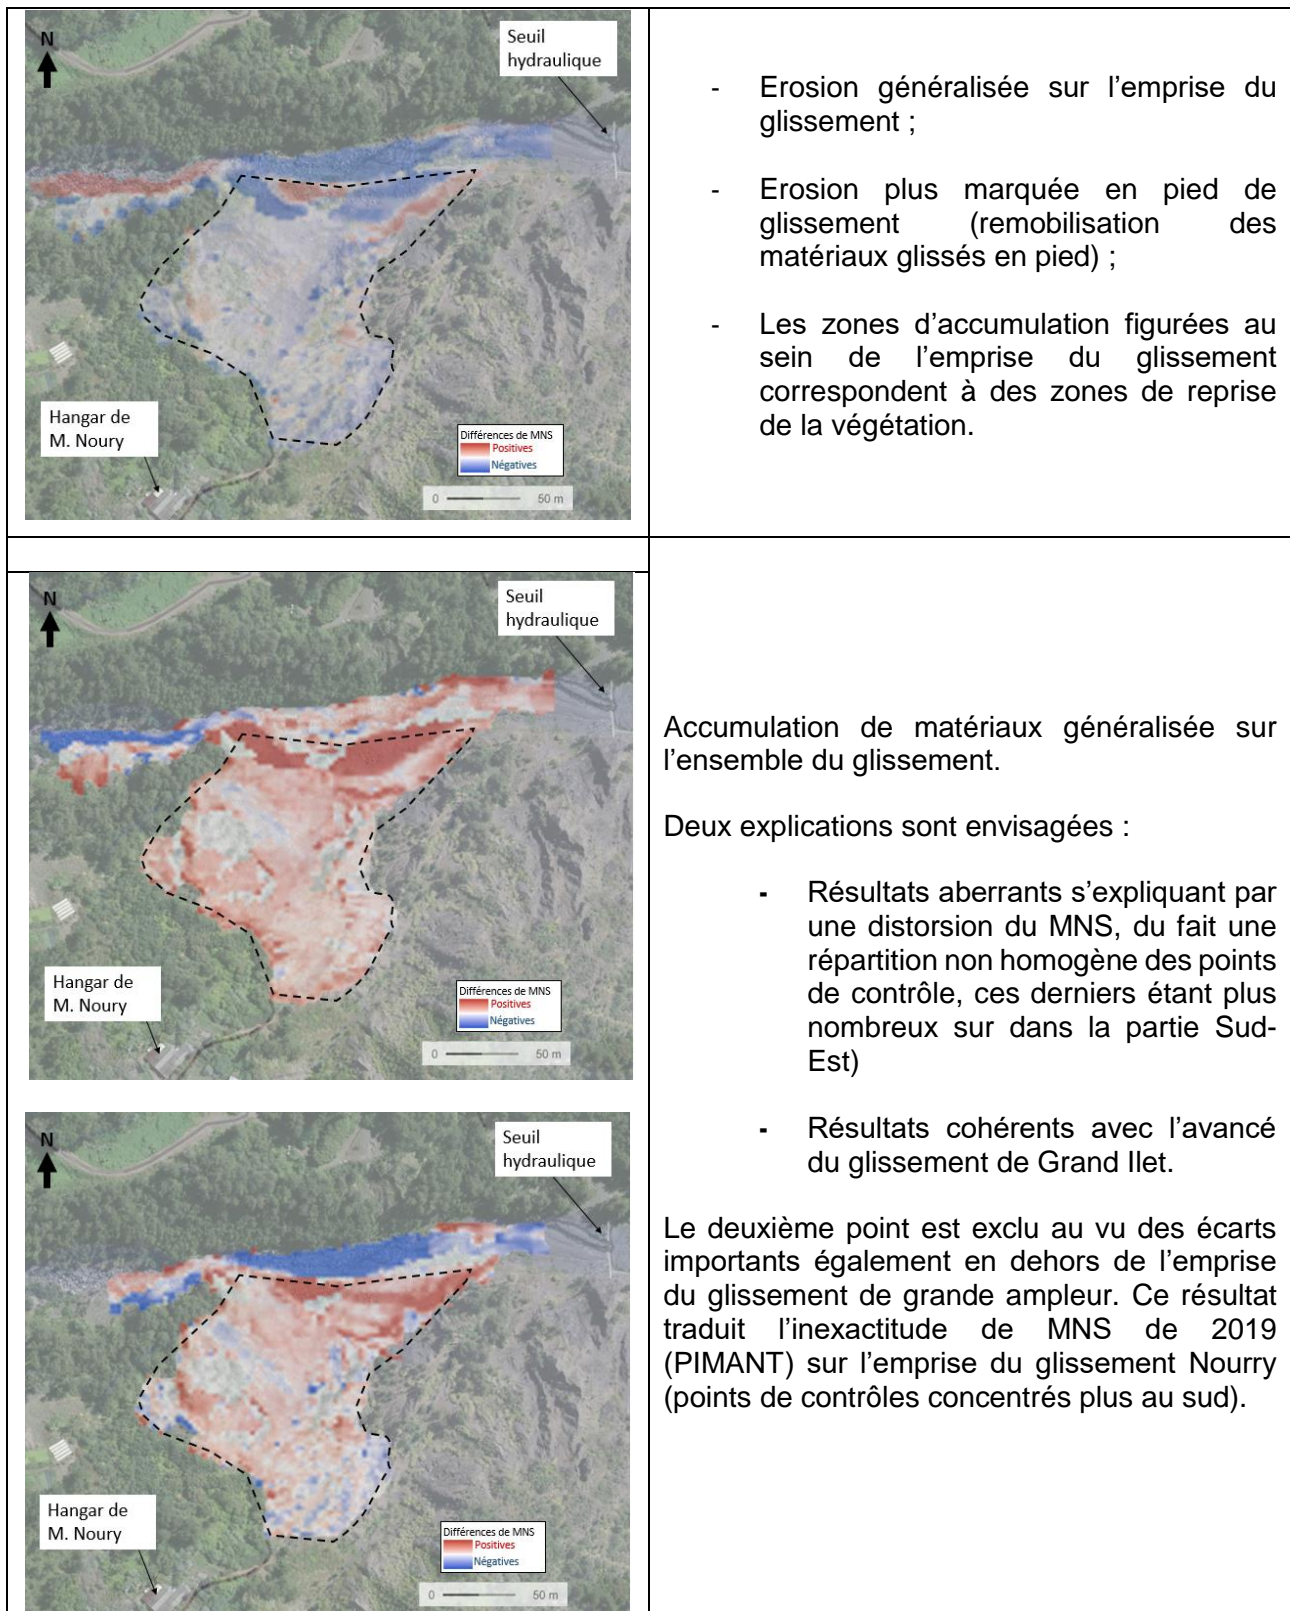 N
Seuil
hydraulique
Hangar de
M. Noury
Différences de MNS
Positives
Négatives
0 50 m
- Erosion généralisée sur l'emprise du
glissement ;
- Erosion plus marquée en pied de
glissement (remobilisation des
matériaux glissés en pied) ;
- Les zones d'accumulation figurées au
sein de l'emprise du glissement
correspondent à des zones de reprise
de la végétation.
N
Seuil
hydraulique
Hangar de
M. Noury
Différences de MNS
Positives
Négatives
0 50 m
N
Seuil
hydraulique
Hangar de
M. Noury
Différences de MNS
Positives
Négatives
0 50 m
Accumulation de matériaux généralisée sur
l'ensemble du glissement.
Deux explications sont envisagées :
- Résultats aberrants s'expliquant par
une distorsion du MNS, du fait une
répartition non homogène des points
de contrôle, ces derniers étant plus
nombreux sur dans la partie Sud-
Est)
- Résultats cohérents avec l'avancé
du glissement de Grand Ilet.
Le deuxième point est exclu au vu des écarts
importants également en dehors de l'emprise
du glissement de grande ampleur. Ce résultat
traduit l'inexactitude de MNS de 2019
(PIMANT) sur l'emprise du glissement Nourry
(points de contrôles concentrés plus au sud).